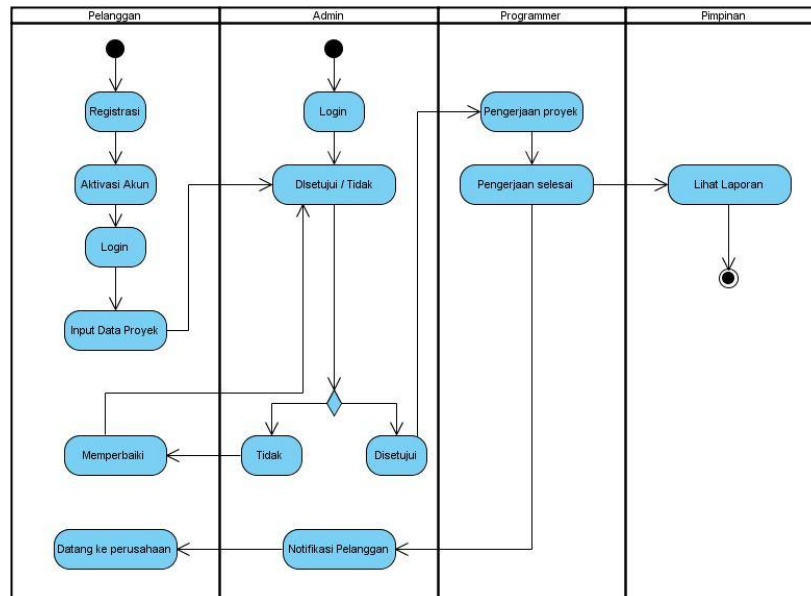 Pelanggan
Admin
Programmer
Pimpinan
Registrasi
Login
Pengerjaan proyek
Aktivasi Akun
DIsetujui / Tidak
Pengerjaan selesai
Lihat Laporan
Login
Input Data Proyek
Memperbaiki
Tidak
Disetujui
Datang ke perusahaan
Notifikasi Pelanggan